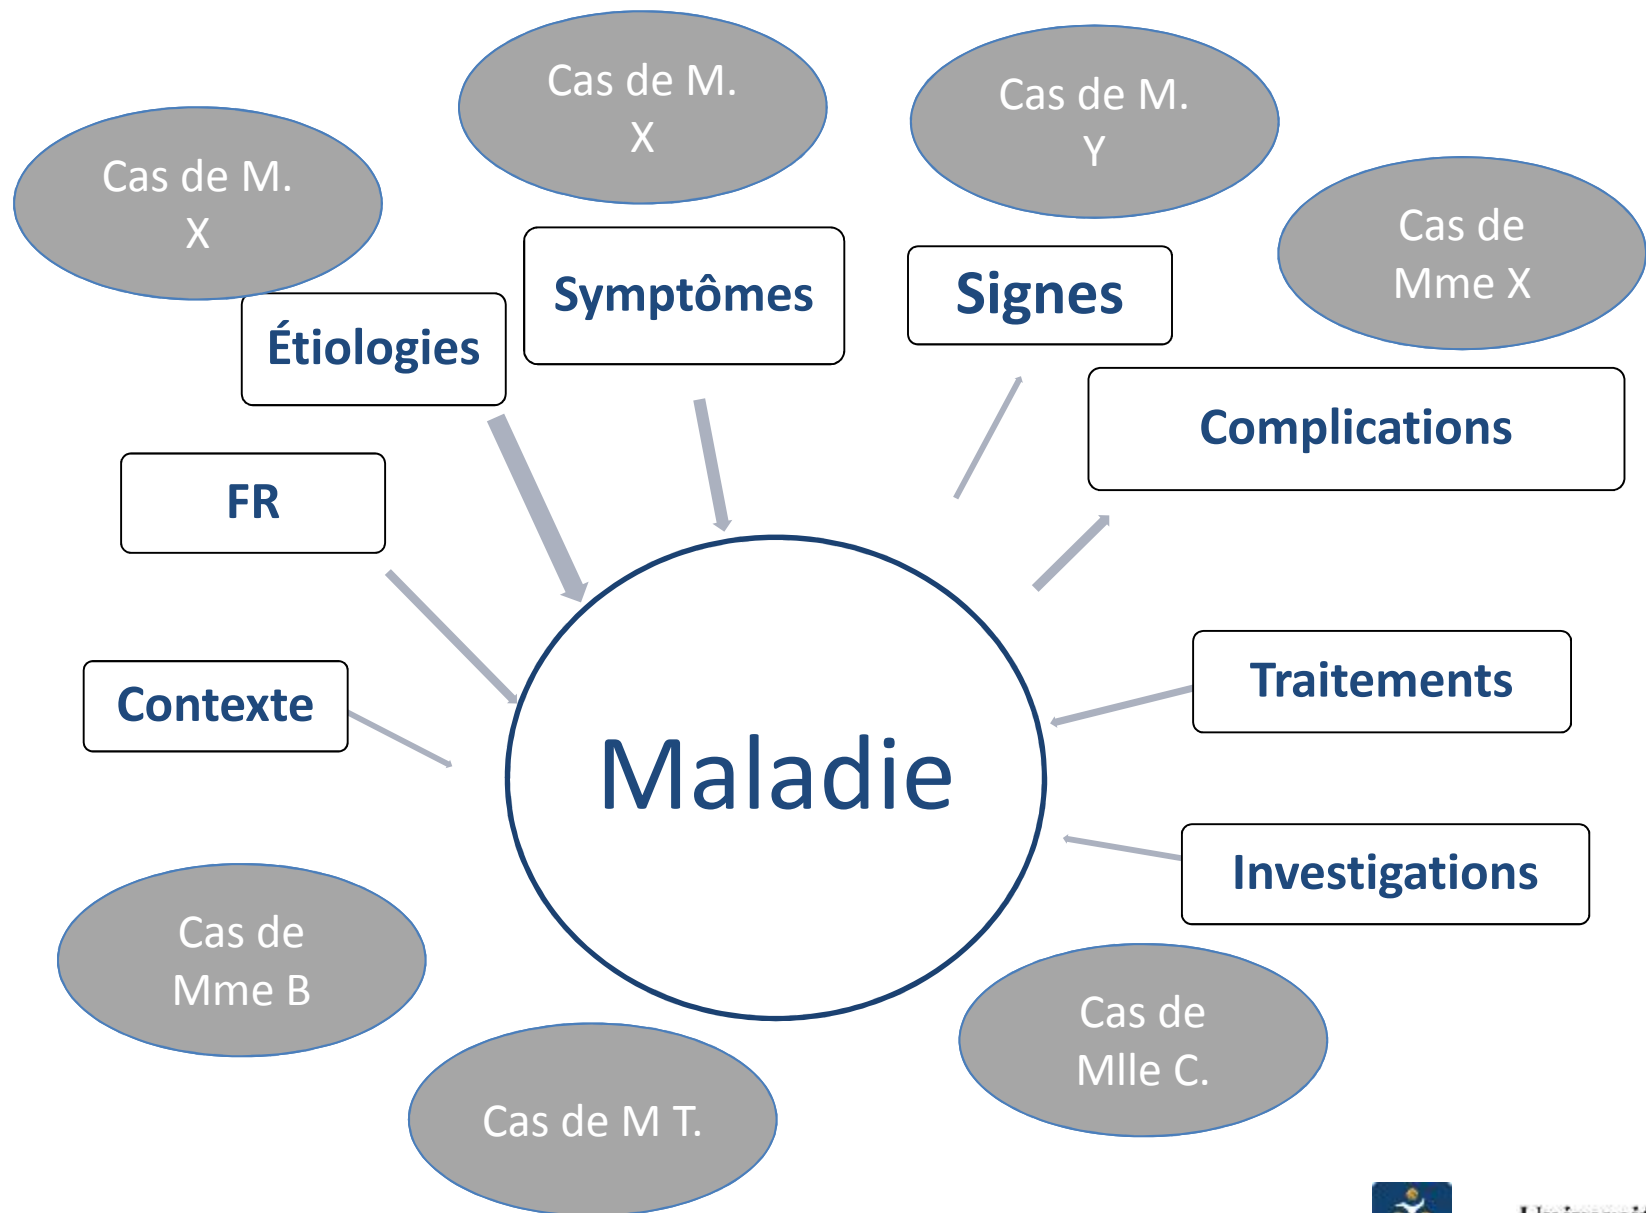 Cas de M.
X
Cas de M.
Y
Cas de M.
X
Cas de
Mme X
Symptômes
Signes
Étiologies
Complications
FR
Traitements
Contexte
Maladie
Investigations
Cas de
Mme B
Cas de
Mlle C.
Cas de M T.